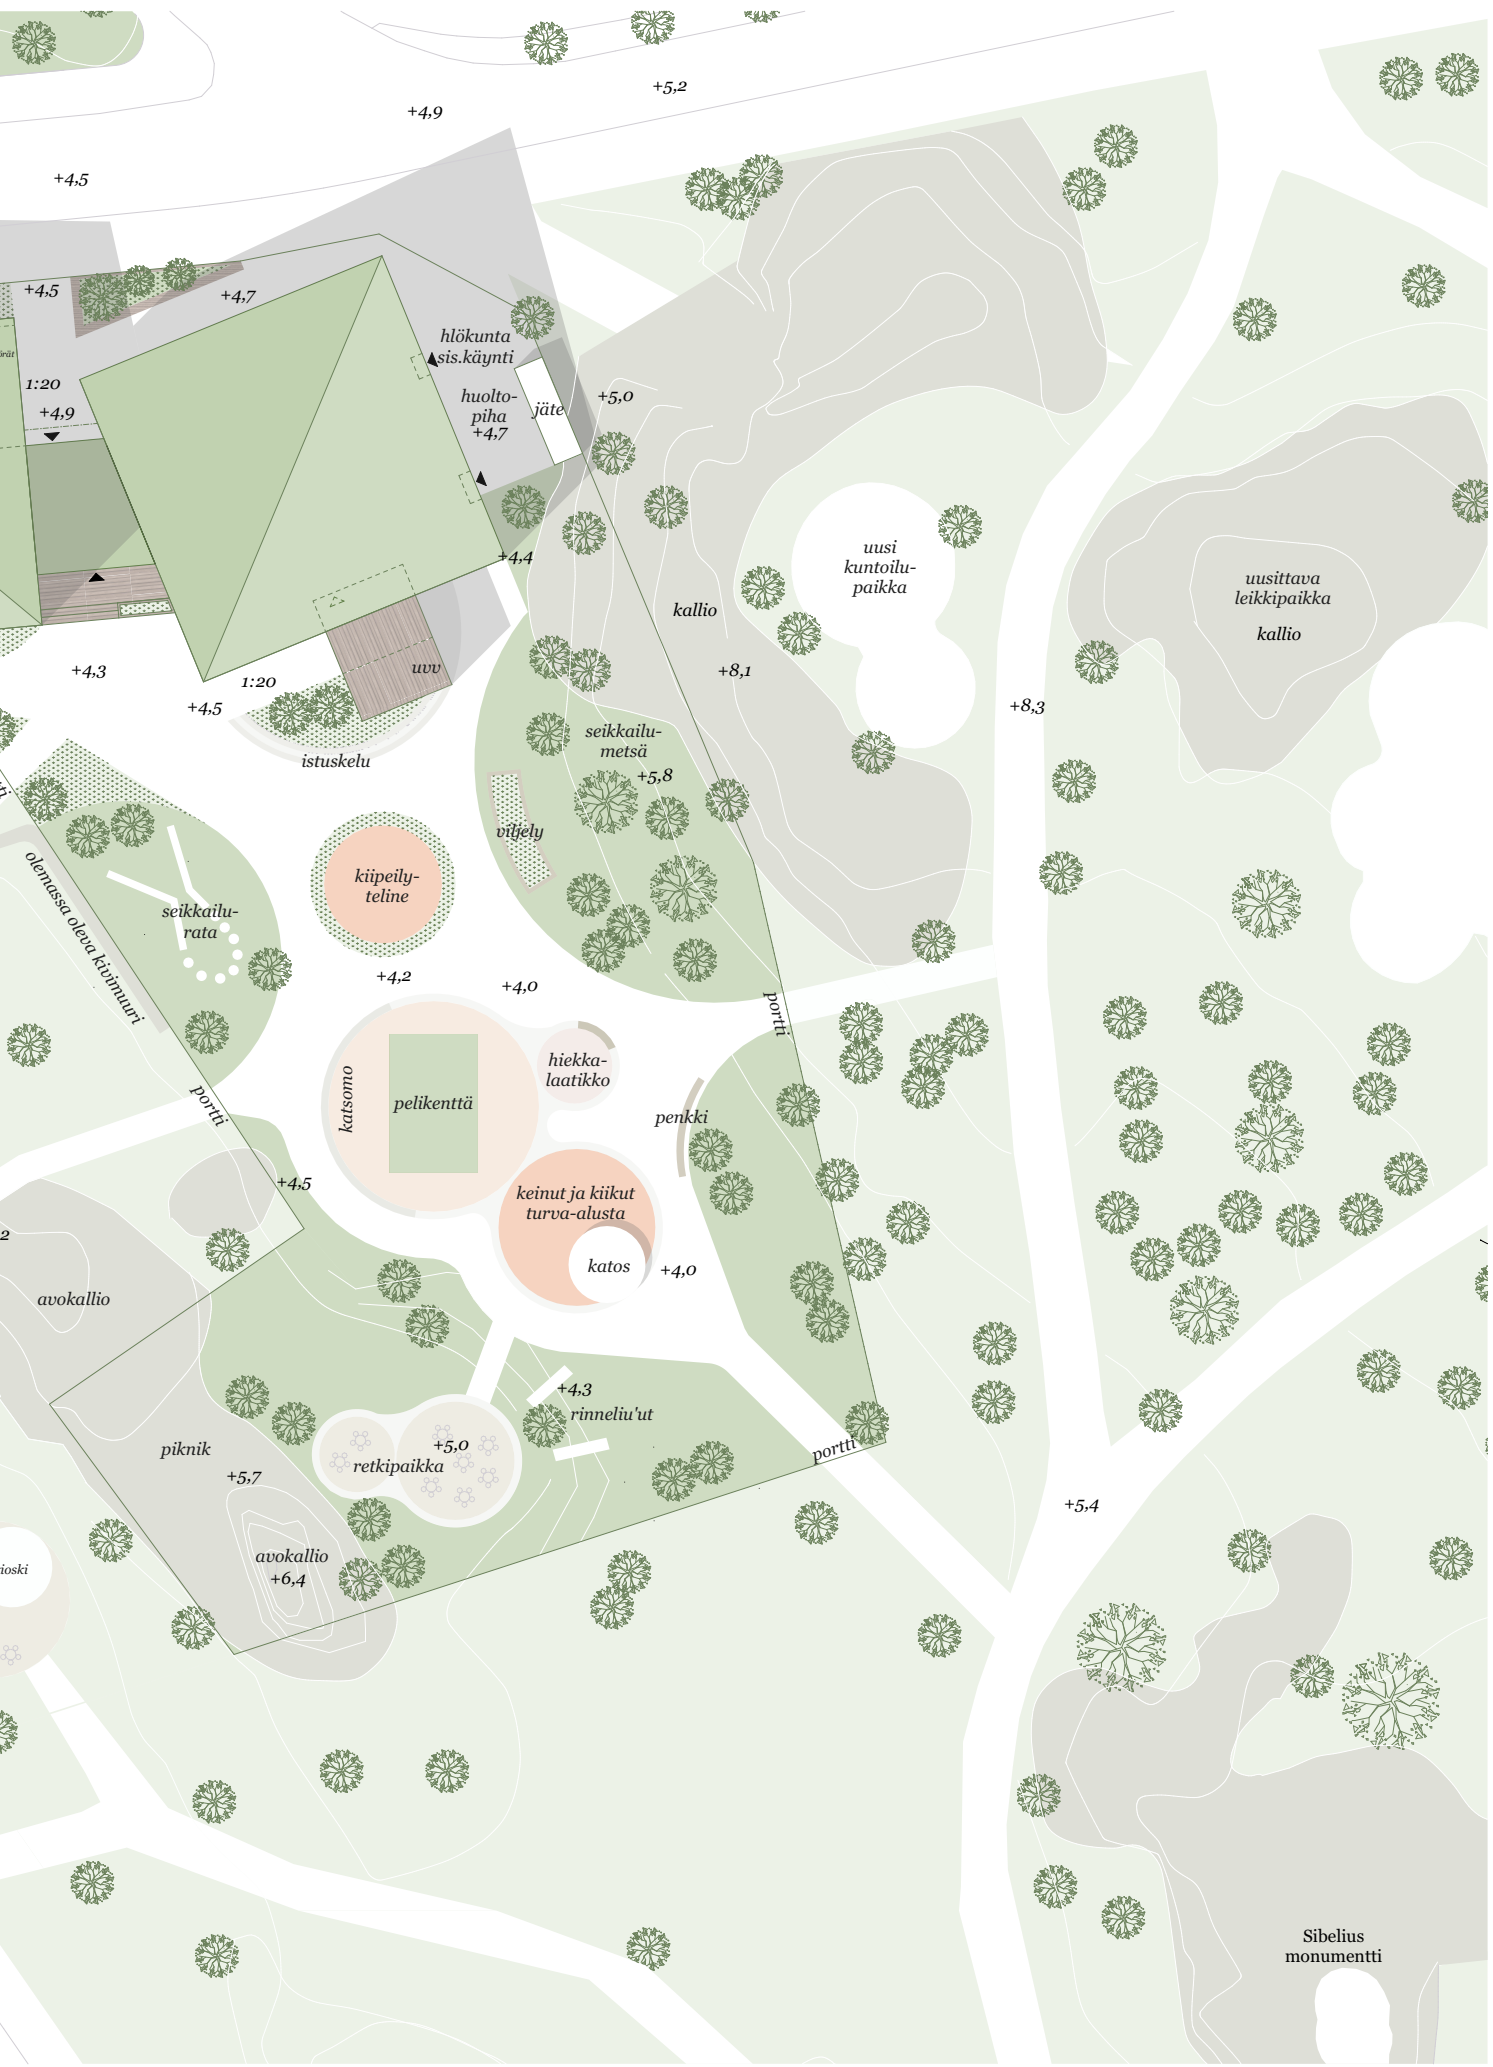 +5,2
+4,9
+4,5
+4,5
+4,7
hlökunta
sis.käynti
1:20
+4,9
huolto-
piha
+4,7
jäte
+5,0
+4,4
uusi
kuntoilu-
paikka
uusittava
leikkipaikka
kallio
kallio
+4,3
1:20
+4,5
uvv
+8,1
+8,3
istuskelu
seikkailu-
metsä
+5,8
viljely
kiipeily-
teline
olemassa oleva kivimuuri
seikkailu-
rata
+4,2
+4,0
portti
hiekka-
laatikko
katsomo
pelikenttä
penkki
portti
+4,5
keinut ja kiikut
turva-alusta
katos
+4,0
2
avokallio
+4,3
rinneliu'ut
piknik
+5,7
+5,0
retkipaikka
portti
+5,4
avokallio
+6,4
ioski
Sibelius
monumentti